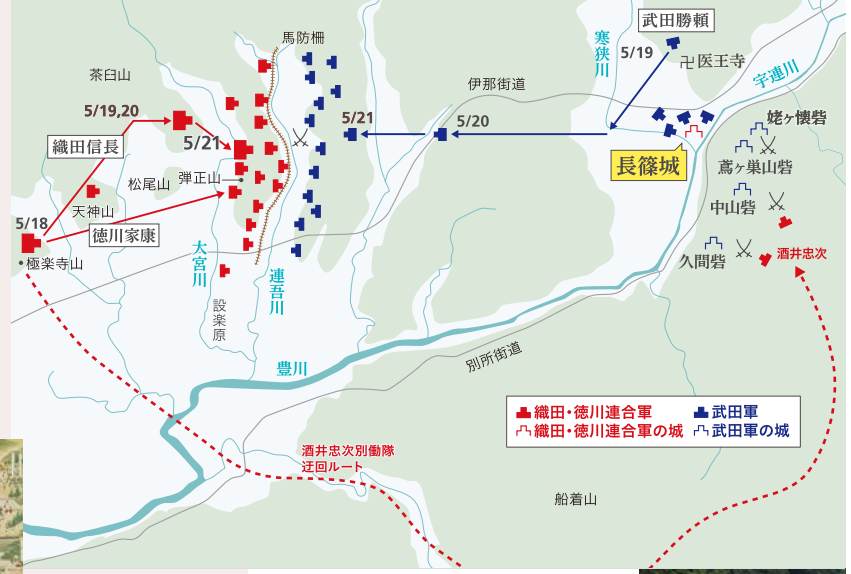 馬防柵
武田勝頼
寒狭川
5/19
卍医王寺
宇連川
茶臼山
伊那街道
5/19,20
5/21
5/20
姥ヶ懐砦
織田信長
5/21
長篠城
鳶ヶ巣山砦
松尾山
弾正山
天神山
中山砦
5/18
徳川家康
極楽寺山
大宮川
連吾川
久間砦
酒井忠次
設楽原
豊川
別所街道
織田・徳川連合軍
武田軍
織田・徳川連合軍の城
武田軍の城
酒井忠次別働隊
迂回ルート
船着山